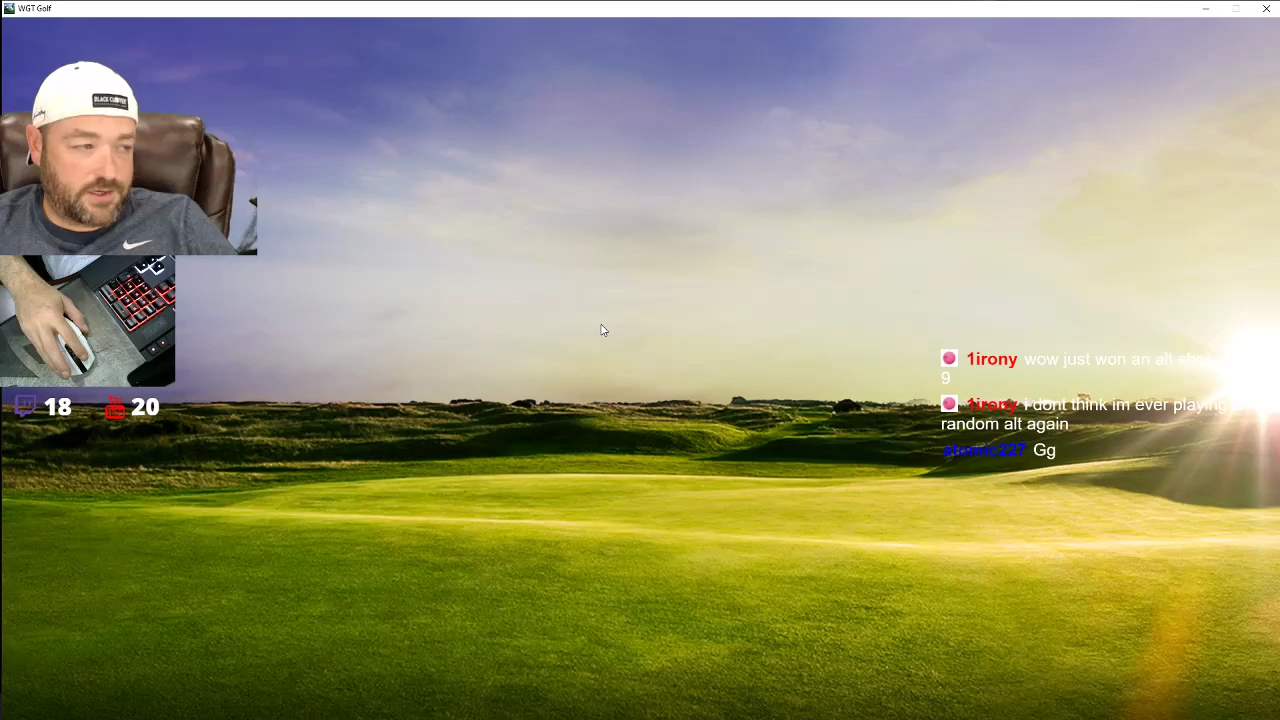 WGT Golf
BLACK CLOVER
18 20
1irony wow just won an alt
9
1irony i dont think im ever playing
random alt again
atomic227 Gg